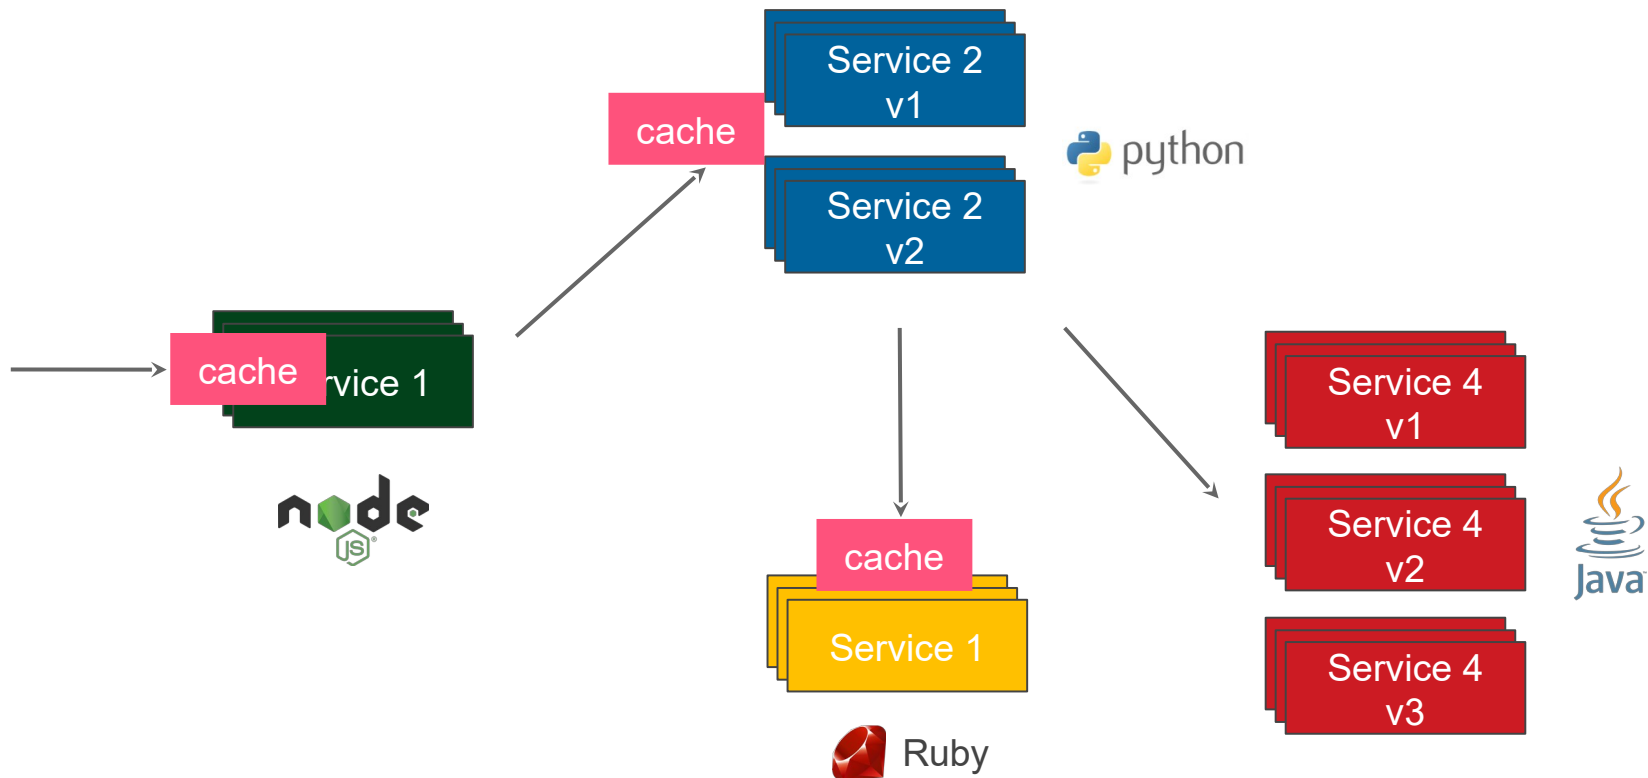 Service 2
v1
cache
python
Service 2
v2
cache
rvice 1
Service 4
v1
node
JS
Service 4
v2
Java
cache
Service 1
Service 4
v3
Ruby